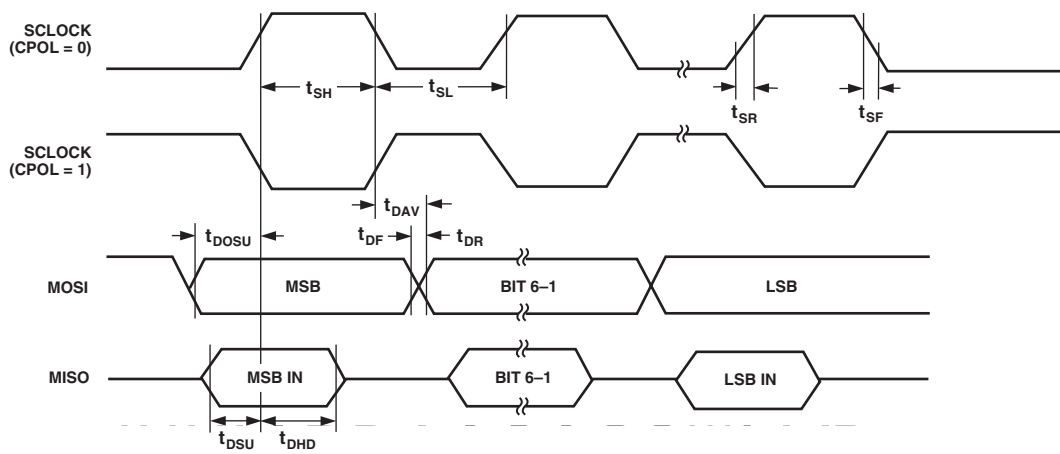 SCLOCK
(CPOL = 0)
tSH
tSL
tSR
tSF
SCLOCK
(CPOL = 1)
tDAV
tDOSU
tDF
tDR
MOSI
MSB
BIT 6–1
LSB
MISO
MSB IN
BIT 6–1
LSB IN
tDSU
tDHD